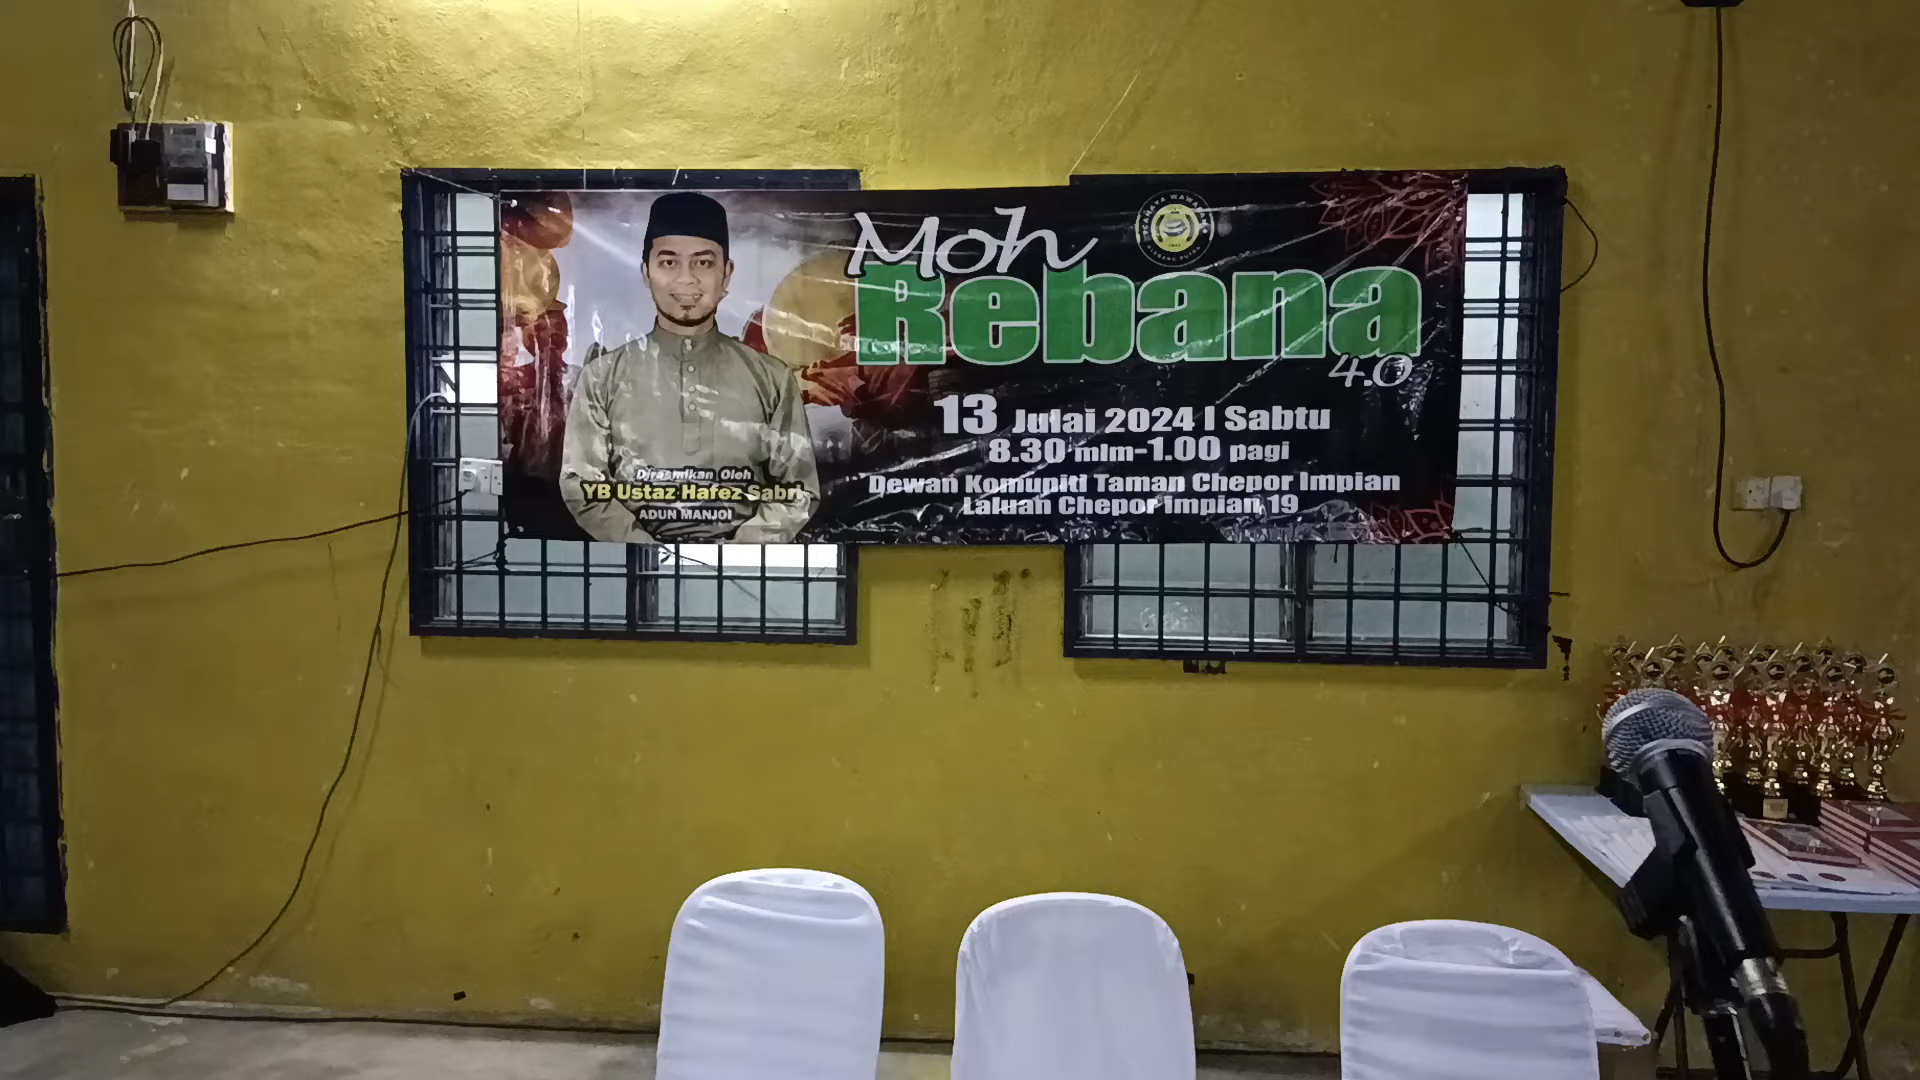 Moh
Rebana
4.0
13 Julai 2024 | Sabtu
8.30 mlm-1.00 pagi
Dewan Komuniti Taman Chepor Impian
Laluan Chepor Impian 19
Dirasmikan Oleh
YB Ustaz Hafez Sabri
ADUN MANJOI